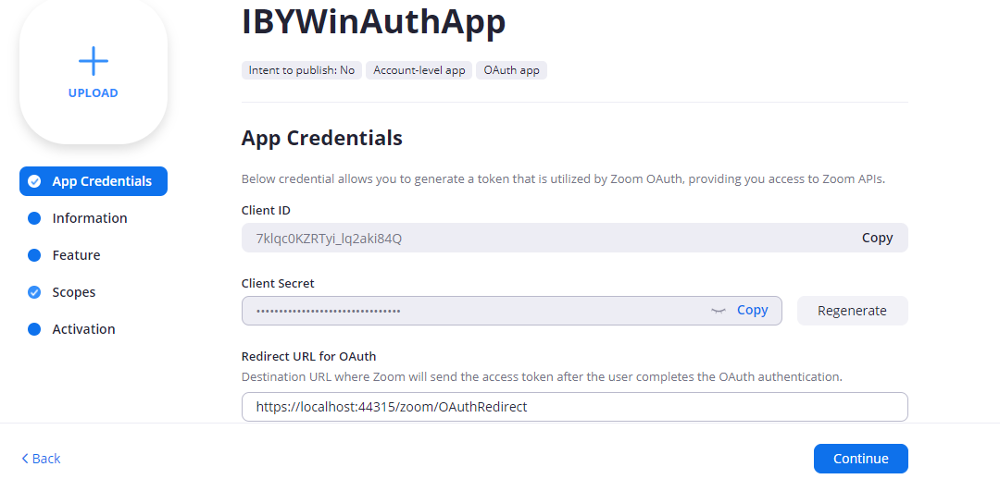 IBYWinAuthApp
UPLOAD
Intent to publish: No
Account-level app
OAuth app
App Credentials
Information
Feature
Scopes
Activation
App Credentials
Below credential allows you to generate a token that is utilized by Zoom OAuth, providing you access to Zoom APIs.
Client ID
7klqc0KZRTyi_lq2aki84Q
Copy
Client Secret
••••••••••••••••••••••••••••••••
Copy
Regenerate
Redirect URL for OAuth
Destination URL where Zoom will send the access token after the user completes the OAuth authentication.
https://localhost:44315/zoom/OAuthRedirect
Back
Continue